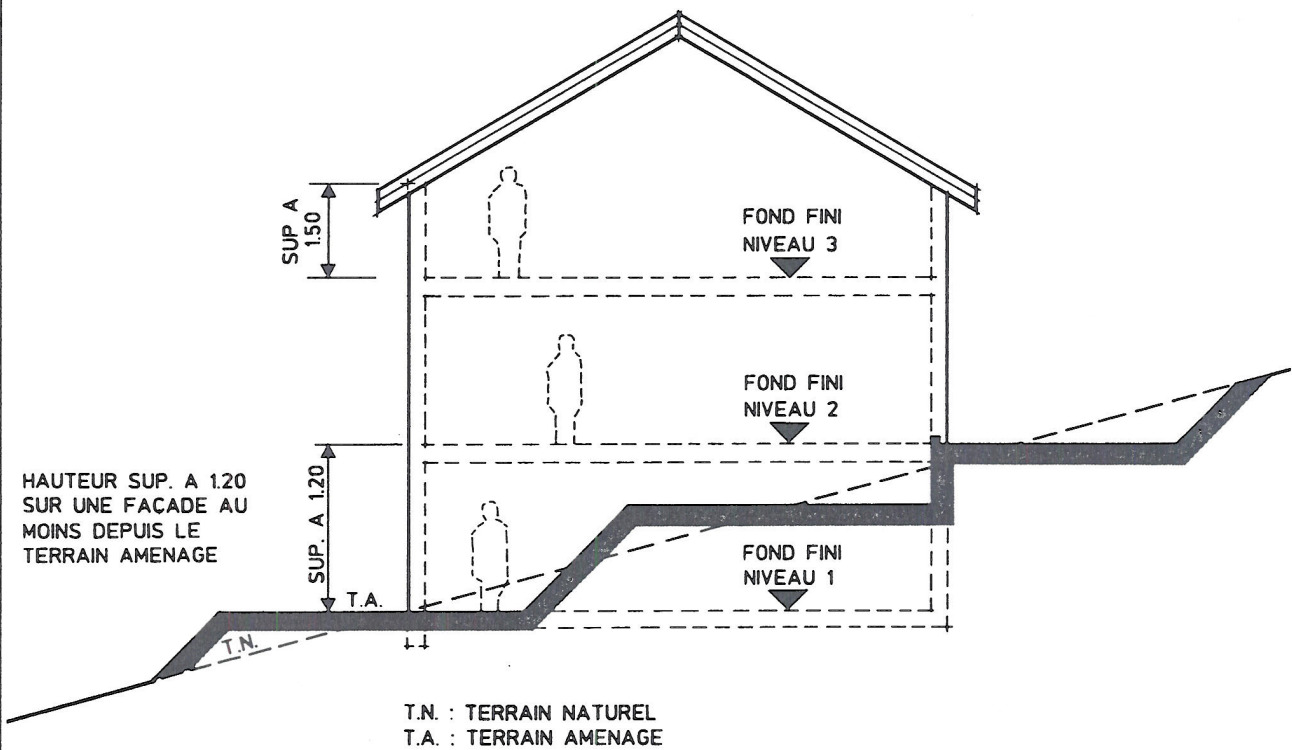 SUP A
1.50
FOND FINI
NIVEAU 3
FOND FINI
NIVEAU 2
HAUTEUR SUP. A 1.20
SUR UNE FAÇADE AU
MOINS DEPUIS LE
TERRAIN AMENAGE
SUP. A 1.20
FOND FINI
NIVEAU 1
T.A.
T.N.
T.N. : TERRAIN NATUREL
T.A. : TERRAIN AMENAGE